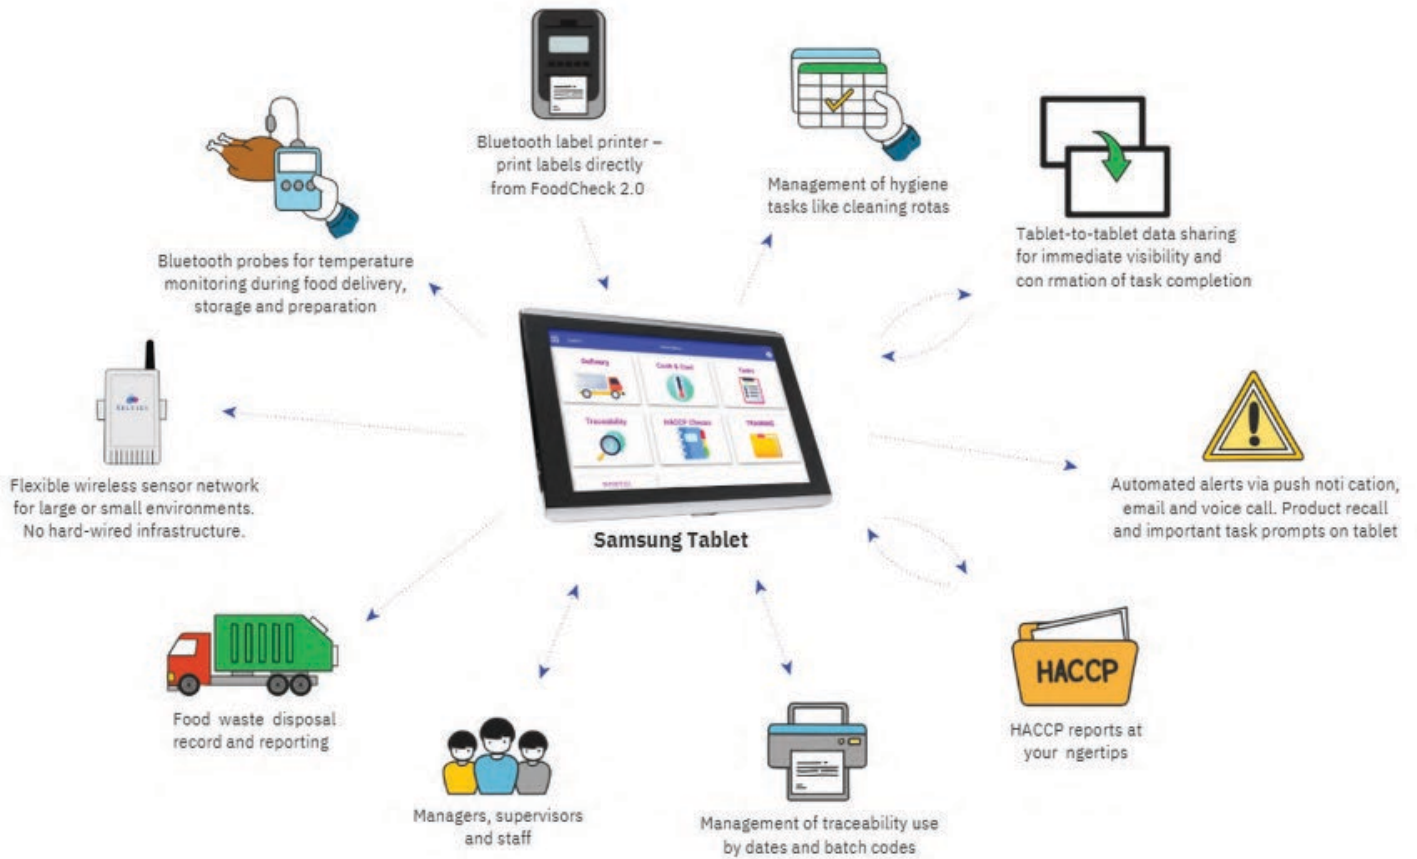 Bluetooth label printer –
print labels directly
from FoodCheck 2.0
Management of hygiene
tasks like cleaning rotas
Tablet-to-tablet data sharing
for immediate visibility and
con rmation of task completion
Bluetooth probes for temperature
monitoring during food delivery,
storage and preparation
Delivery
Cook & Cool
Tasks
Traceability
HACCP Checks
TRAINING
Flexible wireless sensor network
for large or small environments.
No hard-wired infrastructure.
Automated alerts via push noti cation,
email and voice call. Product recall
and important task prompts on tablet
Samsung Tablet
Food waste disposal
record and reporting
HACCP
HACCP reports at
your ngertips
Managers, supervisors
and staff
Management of traceability use
by dates and batch codes